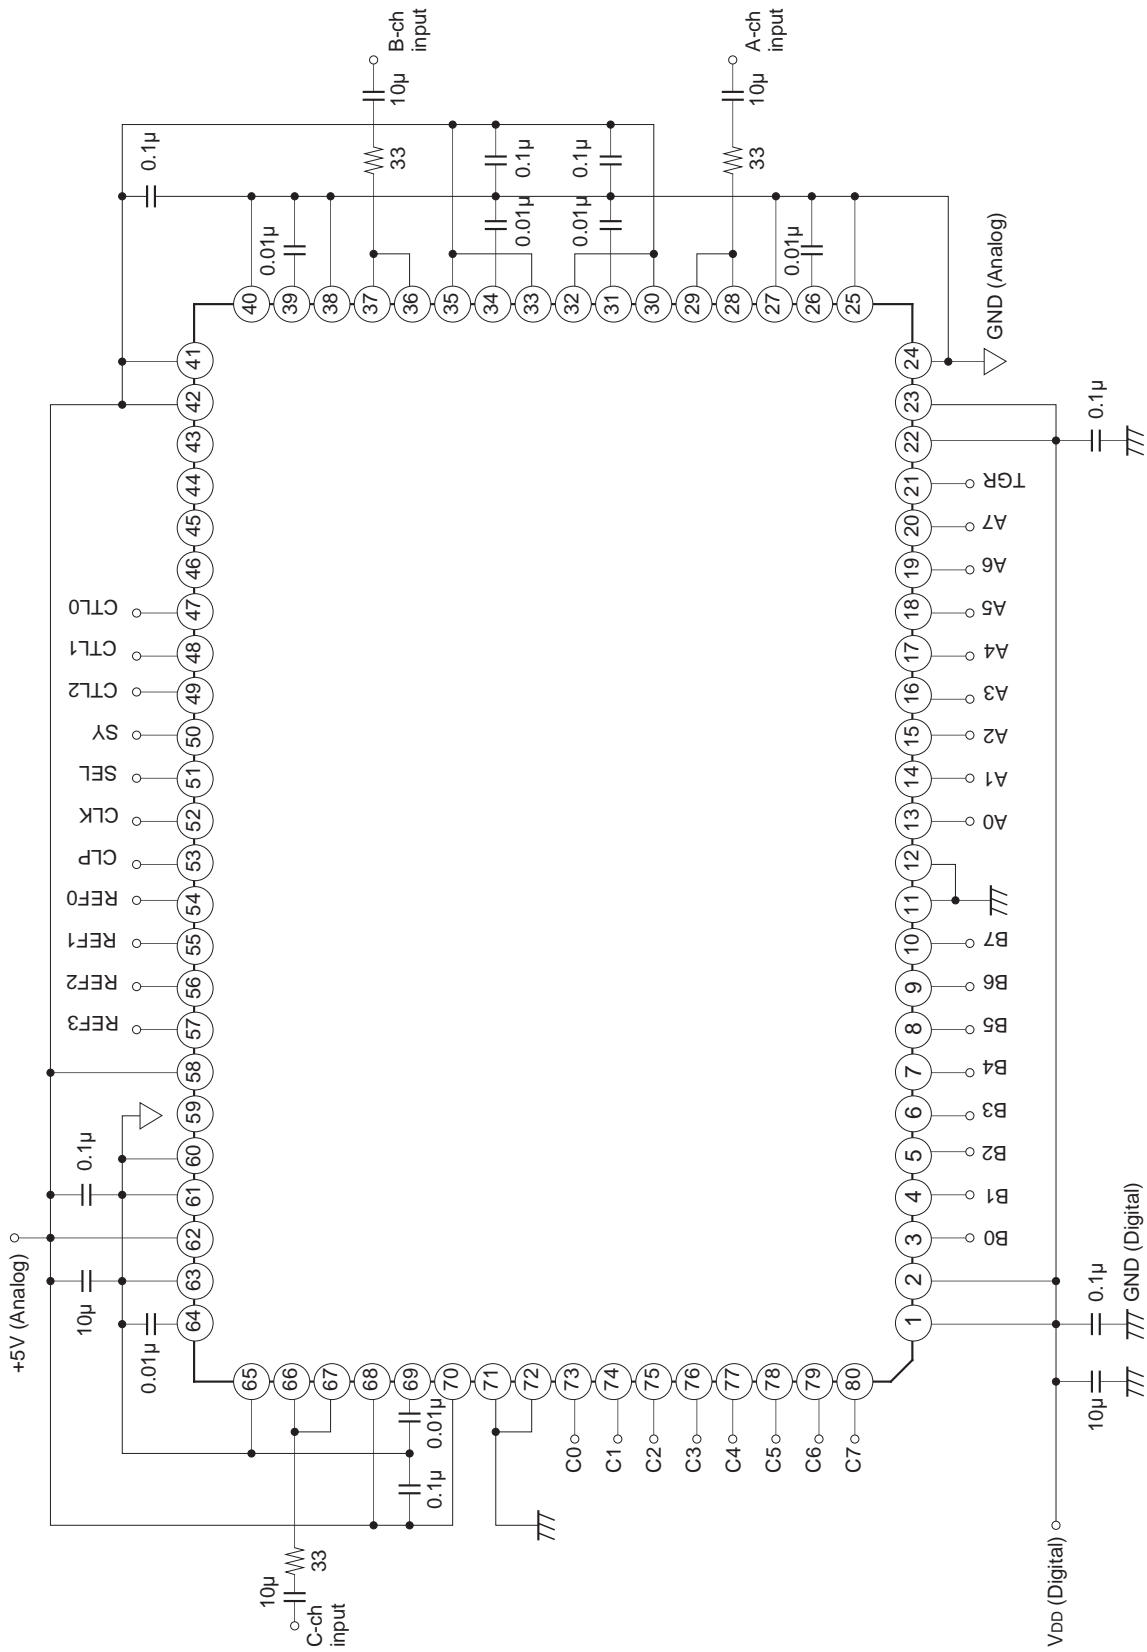 +5V (Analog)
10µ
0.1µ
0.01µ
REF3
REF2
REF1
REF0
CLP
CLK
SEL
SY
CTL2
CTL1
CTL0
64
63
62
61
60
59
58
57
56
55
54
53
52
51
50
49
48
47
46
45
44
43
42
41
0.1µ
0.01µ
B-ch
input
10µ
33
0.1µ
0.01µ
0.1µ
0.01µ
A-ch
input
10µ
33
0.01µ
40
39
38
37
36
35
34
33
32
31
30
29
28
27
26
25
C-ch
input
10µ
33
0.01µ
0.1µ
65
66
67
68
69
70
71
72
73
74
75
76
77
78
79
80
C0
C1
C2
C3
C4
C5
C6
C7
1
2
3
4
5
6
7
8
9
10
11
12
13
14
15
16
17
18
19
20
21
22
23
24
B0
B1
B2
B3
B4
B5
B6
B7
A0
A1
A2
A3
A4
A5
A6
A7
TGR
GND (Analog)
0.1µ
VDD (Digital)
10µ
0.1µ
GND (Digital)